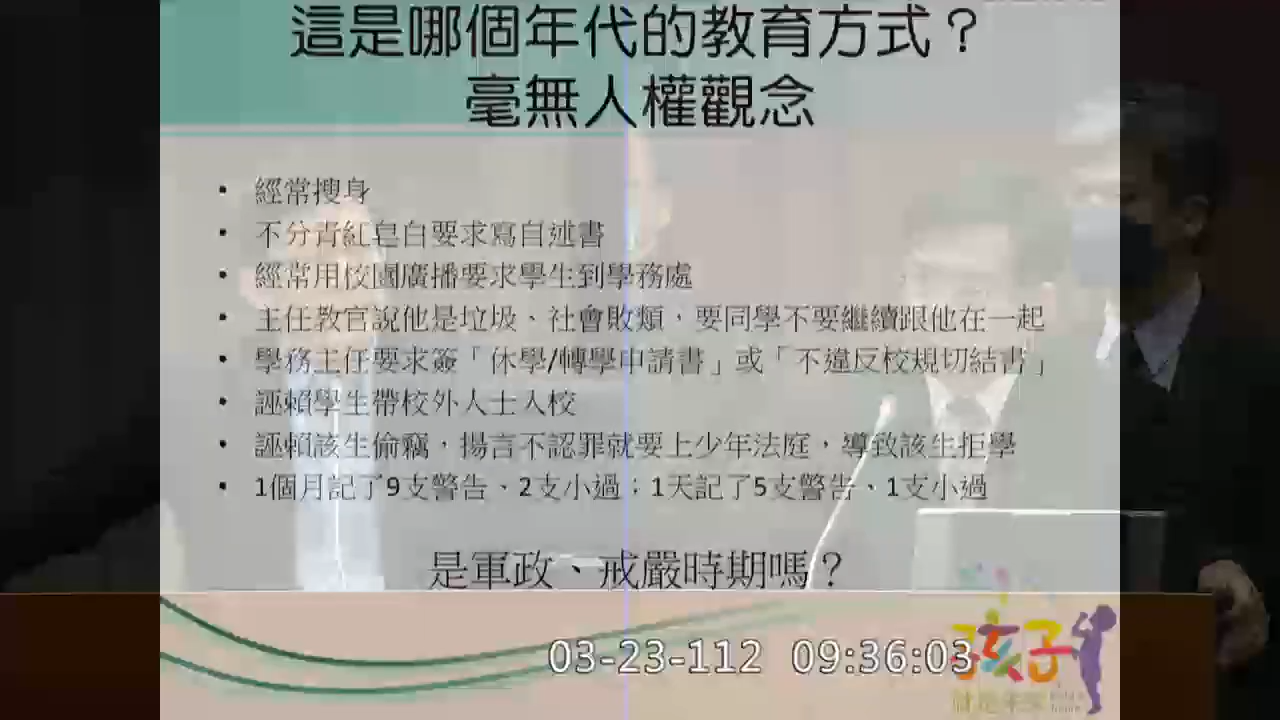 這是哪個年代的教育方式？
毫無人權觀念
• 經常搜身
• 不分青紅皂白要求寫自述書
• 經常用校園廣播要求學生到學務處
• 主任教官說他是垃圾、社會敗類，要同學不要繼續跟他在一起
• 學務主任要求簽「休學/轉學申請書」或「不違反校規切結書」
• 誣賴學生帶校外人士入校
• 誣賴該生偷竊，揚言不認罪就要上少年法庭，導致該生拒學
• 1個月記了9支警告、2支小過；1天記了5支警告、1支小過
是軍政、戒嚴時期嗎？
03-23-112 09:36:03
孩子